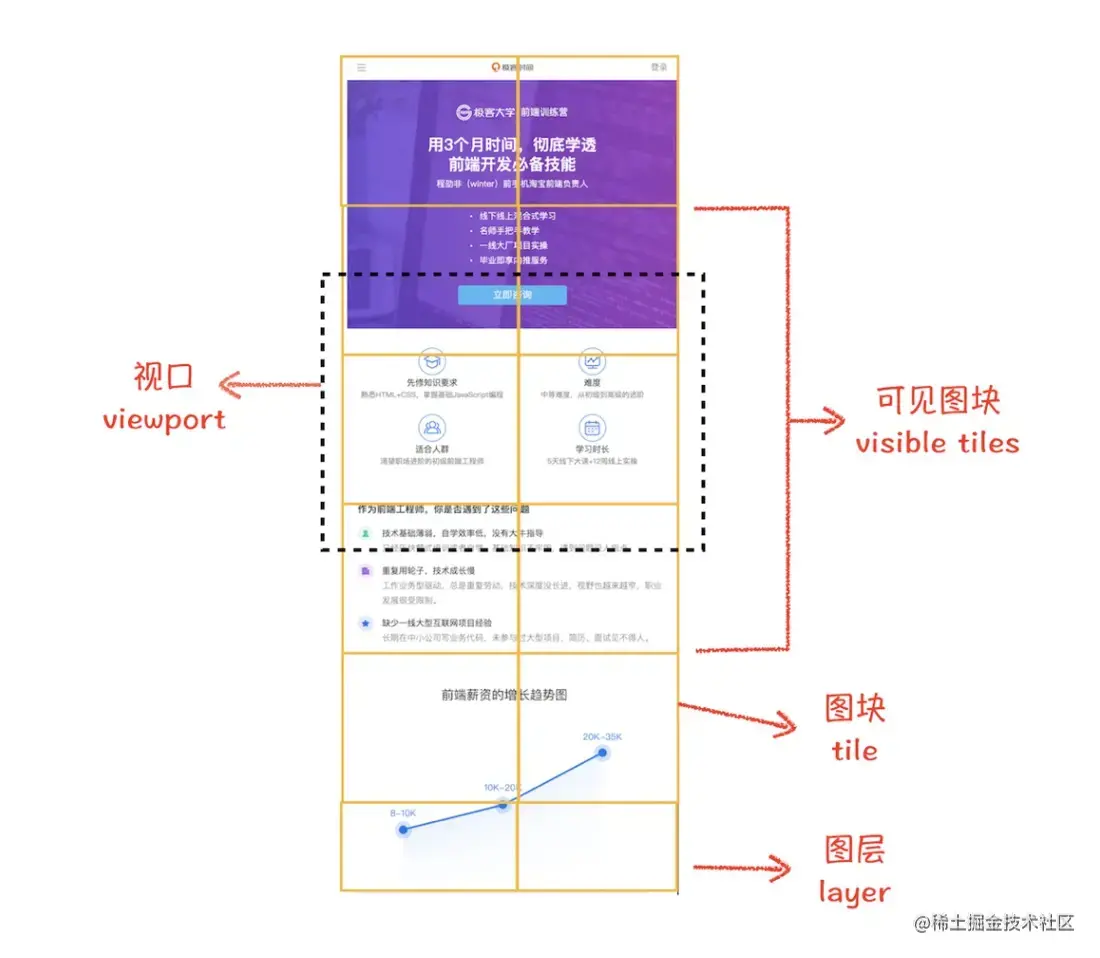 极客时间
登录
极客大学 前端训练营
用3个月时间，彻底学透
前端开发必备技能
程劭非（winter）前手机淘宝前端负责人
· 线下线上混合式学习
· 名师手把手教学
· 一线大厂项目实操
· 毕业即享内推服务
立即咨询
先修知识要求
熟悉HTML+CSS，掌握基础JavaScript编程
难度
中等难度，从初级到高级的进阶
适合人群
渴望职场进阶的初级前端工程师
学习时长
5天线下大课+12周线上实操
作为前端工程师，你是否遇到了这些问题
技术基础薄弱，自学效率低，没有大牛指导
重复用轮子，技术成长慢
工作业务型驱动，总是重复劳动，技术深度没长进，视野也越来越窄，职业
发展很受限制。
缺少一线大型互联网项目经验
长期在中小公司写业务代码，未参与过大型项目，简历、面试见不得人。
前端薪资的增长趋势图
20K-35K
10K-20
8-10K
视口
viewport
可见图块
visible tiles
图块
tile
图层
layer
@稀土掘金技术社区